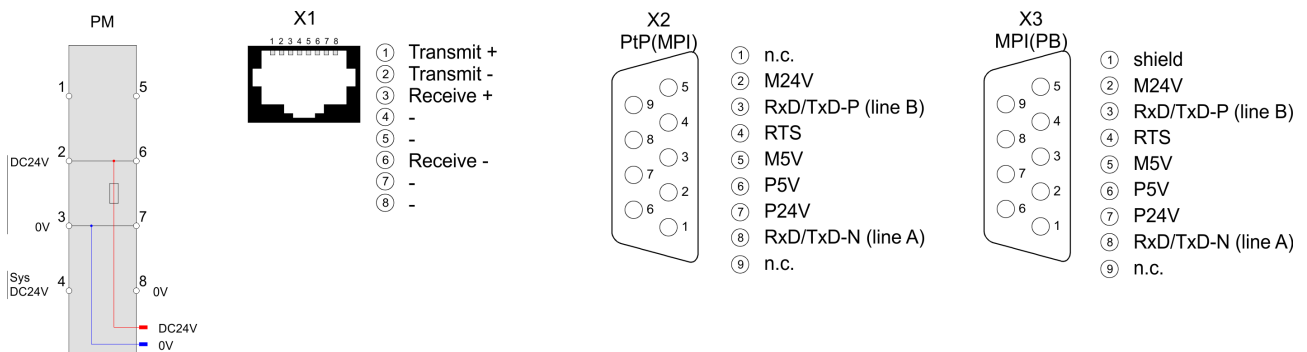 PM
1
5
2
6
DC24V
3
7
0V
Sys
DC24V
4
8
0V
DC24V
0V
X1
1 2 3 4 5 6 7 8
① Transmit +
② Transmit -
③ Receive +
④ -
⑤ -
⑥ Receive -
⑦ -
⑧ -
X2
PtP(MPI)
5
9
4
8
3
7
2
6
1
① n.c.
② M24V
③ RxD/TxD-P (line B)
④ RTS
⑤ M5V
⑥ P5V
⑦ P24V
⑧ RxD/TxD-N (line A)
⑨ n.c.
X3
MPI(PB)
5
9
4
8
3
7
2
6
1
① shield
② M24V
③ RxD/TxD-P (line B)
④ RTS
⑤ M5V
⑥ P5V
⑦ P24V
⑧ RxD/TxD-N (line A)
⑨ n.c.